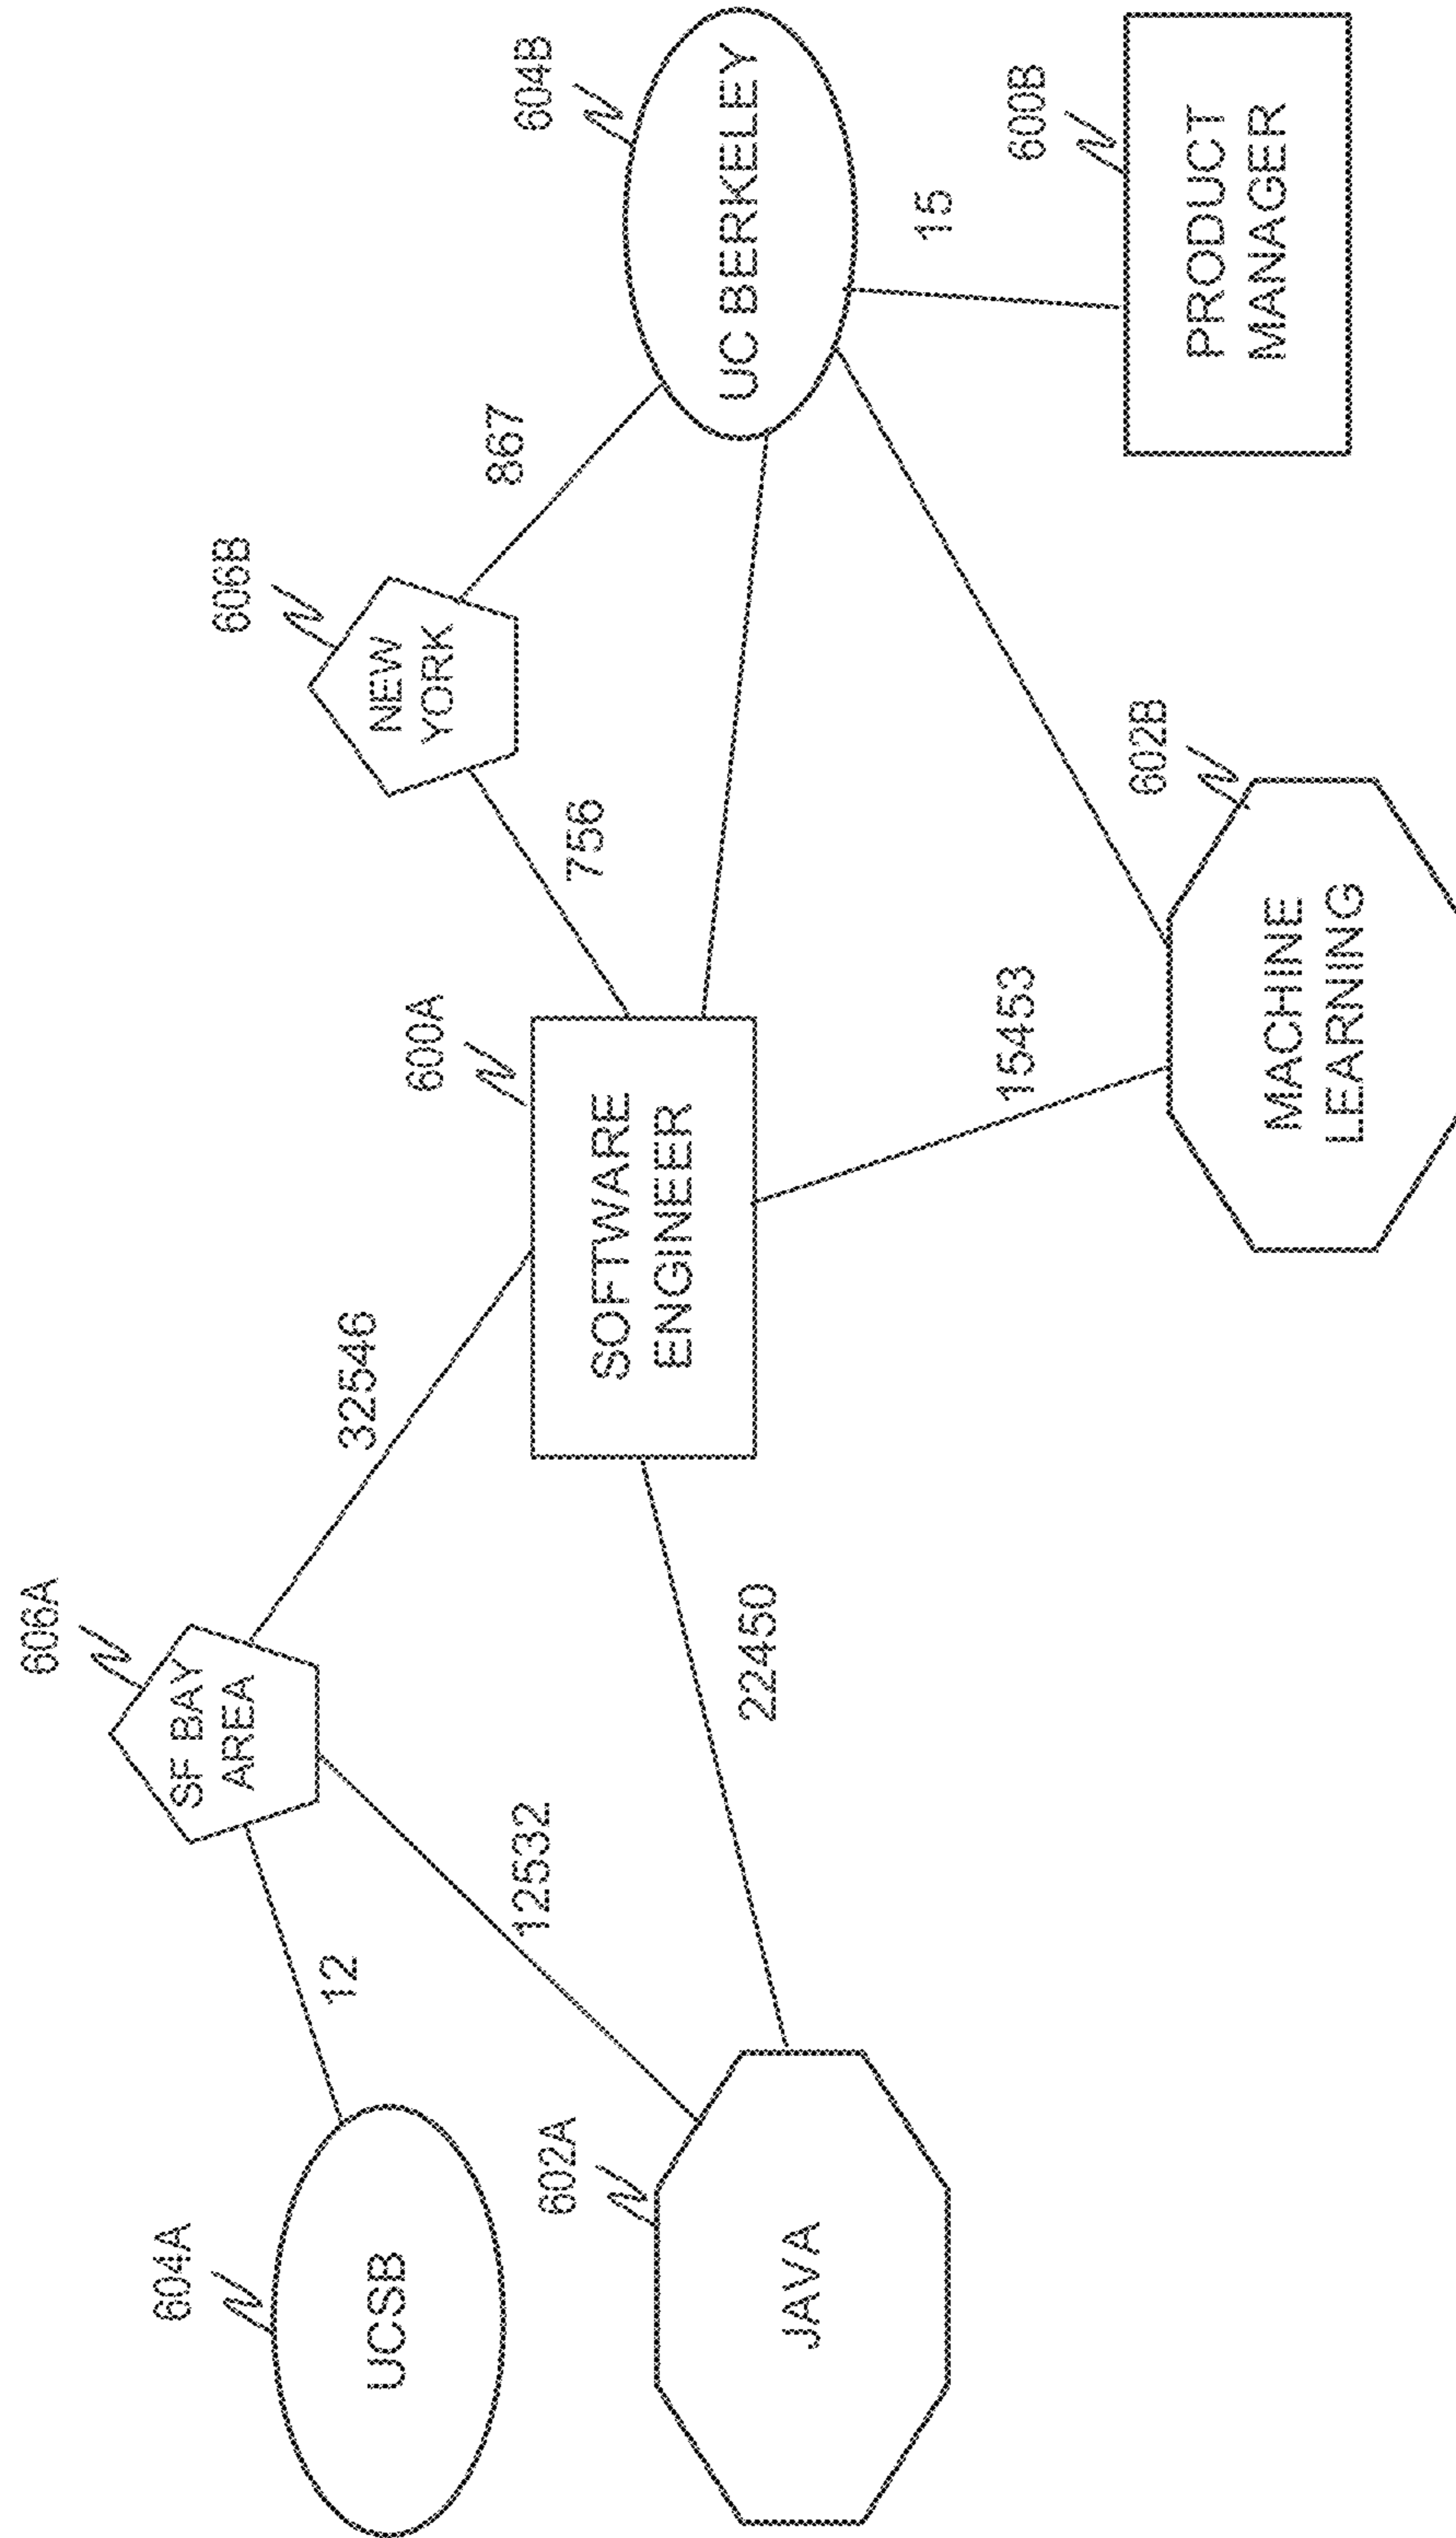 606A
SF BAY
AREA
604A
UCSB
12
32546
606B
NEW
YORK
867
604B
UC BERKELEY
756
600A
SOFTWARE
ENGINEER
12532
602A
JAVA
22450
15453
602B
MACHINE
LEARNING
15
600B
PRODUCT
MANAGER